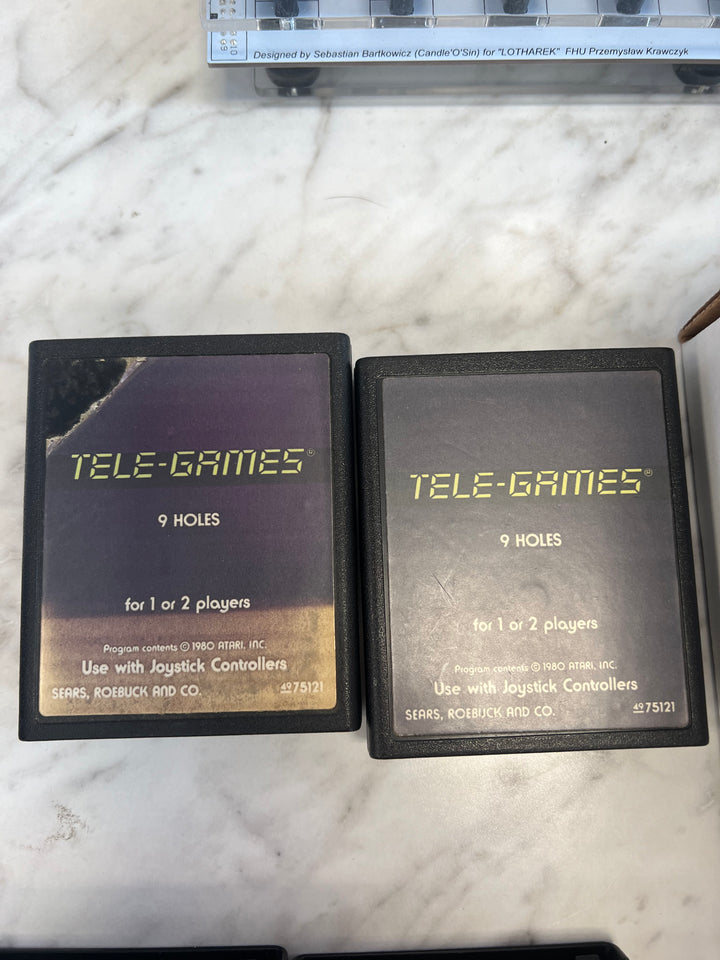 Designed by Sebastian Bartkowicz (Candle'O'Sin) for "LOTHAREK" FHU Przemysław Krawczyk
TELE-GAMES®
9 HOLES
for 1 or 2 players
Program contents © 1980 ATARI, INC.
Use with Joystick Controllers
SEARS, ROEBUCK AND CO. 49 75121
TELE-GAMES®
9 HOLES
for 1 or 2 players
Program contents © 1980 ATARI, INC.
Use with Joystick Controllers
SEARS, ROEBUCK AND CO. 49 75121